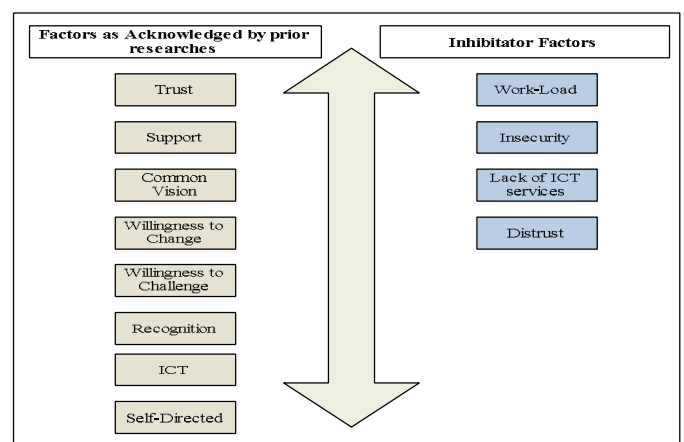 Factors as Acknowledged by prior
researches
Trust
Support
Common
Vision
Willingness to
Change
Willingness to
Challenge
Recognition
ICT
Self-Directed
Inhibitator Factors
Work-Load
Insecurity
Lack of ICT
services
Distrust